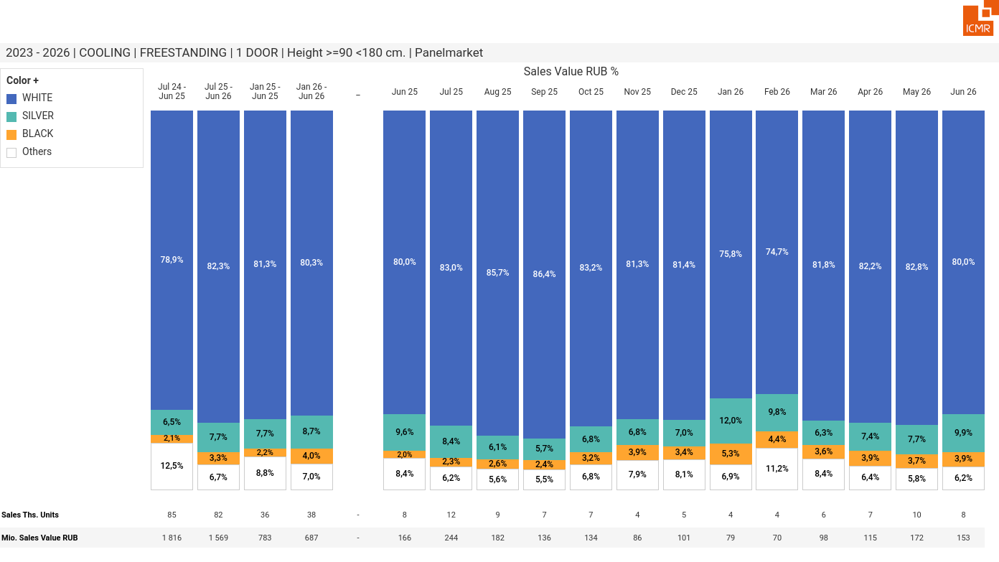 ICMR
2023 - 2026 | COOLING | FREESTANDING | 1 DOOR | Height >=90 <180 cm. | Panelmarket
Color +
WHITE
SILVER
BLACK
Others
Sales Value RUB %
Jul 24 - Jul 25 - Jan 25 - Jan 26 -
Jun 25 Jun 26 Jun 25 Jun 26 – Jun 25 Jul 25 Aug 25 Sep 25 Oct 25 Nov 25 Dec 25 Jan 26 Feb 26 Mar 26 Apr 26 May 26 Jun 26
78,9% 82,3% 81,3% 80,3% 80,0% 83,0% 85,7% 86,4% 83,2% 81,3% 81,4% 75,8% 74,7% 81,8% 82,2% 82,8% 80,0%
6,5% 7,7% 7,7% 8,7% 9,6% 8,4% 6,1% 5,7% 6,8% 6,8% 7,0% 12,0% 9,8% 6,3% 7,4% 7,7% 9,9%
2,1% 3,3% 2,2% 4,0% 2,0% 2,3% 2,6% 2,4% 3,2% 3,9% 3,4% 5,3% 4,4% 3,6% 3,9% 3,7% 3,9%
12,5% 6,7% 8,8% 7,0% 8,4% 6,2% 5,6% 5,5% 6,8% 7,9% 8,1% 6,9% 11,2% 8,4% 6,4% 5,8% 6,2%
Sales Ths. Units 85 82 36 38 - 8 12 9 7 7 4 5 4 4 6 7 10 8
Mio. Sales Value RUB 1 816 1 569 783 687 - 166 244 182 136 134 86 101 79 70 98 115 172 153